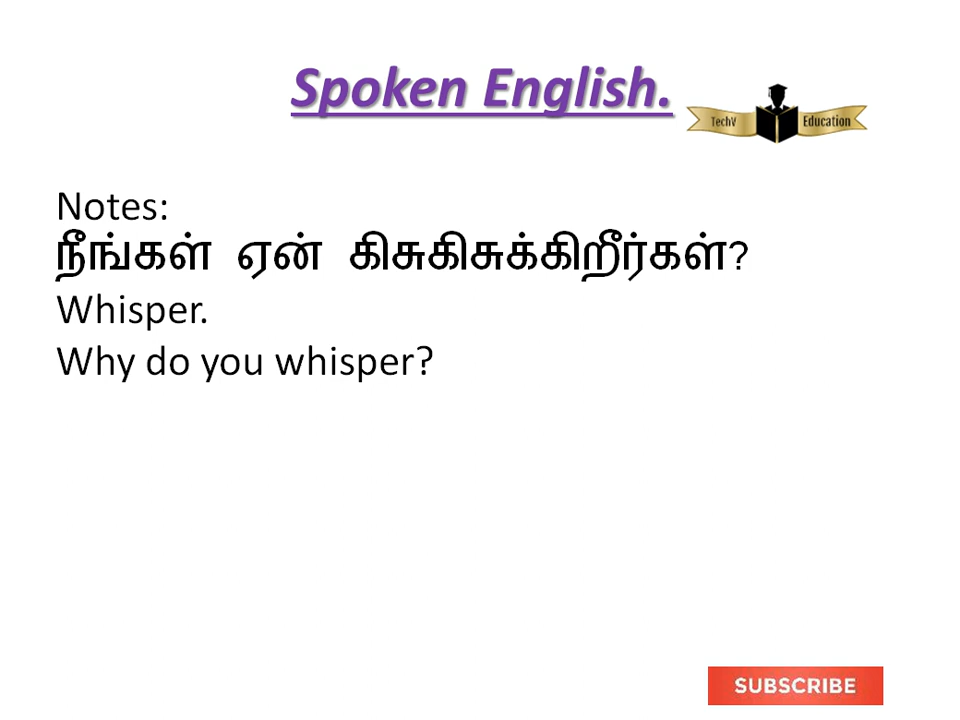 Spoken English.
TechV Education
Notes:
நீங்கள் ஏன் கிசுகிசுக்கிறீர்கள்?
Whisper.
Why do you whisper?
SUBSCRIBE